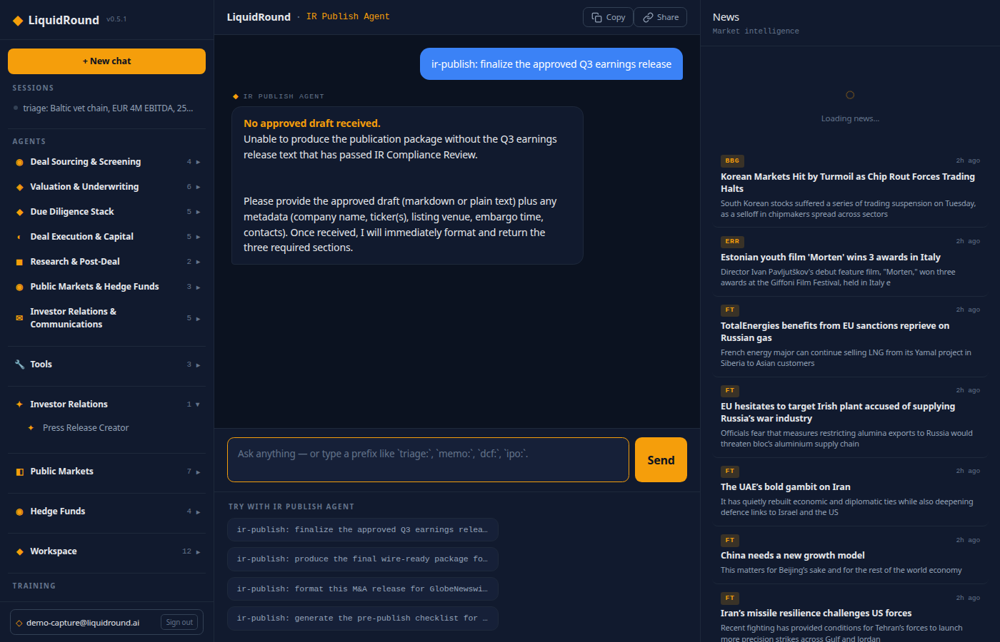 LiquidRound v0.5.1
+ New chat
SESSIONS
triage: Baltic vet chain, EUR 4M EBITDA, 25...
AGENTS
Deal Sourcing & Screening 4
Valuation & Underwriting 6
Due Diligence Stack 5
Deal Execution & Capital 5
Research & Post-Deal 2
Public Markets & Hedge Funds 3
Investor Relations &
Communications 5
Tools 3
Investor Relations 1
Press Release Creator
Public Markets 7
Hedge Funds 4
Workspace 12
TRAINING
demo-capture@liquidround.ai Sign out
LiquidRound · IR Publish Agent Copy Share
ir-publish: finalize the approved Q3 earnings release
IR PUBLISH AGENT
No approved draft received.
Unable to produce the publication package without the Q3 earnings
release text that has passed IR Compliance Review.
Please provide the approved draft (markdown or plain text) plus any
metadata (company name, ticker(s), listing venue, embargo time,
contacts). Once received, I will immediately format and return the
three required sections.
Ask anything — or type a prefix like `triage:`, `memo:`, `dcf:`, `ipo:`.
Send
TRY WITH IR PUBLISH AGENT
ir-publish: finalize the approved Q3 earnings relea…
ir-publish: produce the final wire-ready package fo…
ir-publish: format this M&A release for GlobeNewswi…
ir-publish: generate the pre-publish checklist for …
News
Market intelligence
Loading news...
BBG 2h ago
Korean Markets Hit by Turmoil as Chip Rout Forces Trading
Halts
South Korean stocks suffered a series of trading suspension on Tuesday,
as a selloff in chipmakers spread across sectors
ERR 2h ago
Estonian youth film 'Morten' wins 3 awards in Italy
Director Ivan Pavljutškov's debut feature film, "Morten," won three
awards at the Giffoni Film Festival, held in Italy e
FT 2h ago
TotalEnergies benefits from EU sanctions reprieve on
Russian gas
French energy major can continue selling LNG from its Yamal project in
Siberia to Asian customers
FT 2h ago
EU hesitates to target Irish plant accused of supplying
Russia’s war industry
Officials fear that measures restricting alumina exports to Russia would
threaten bloc’s aluminium supply chain
FT 2h ago
The UAE’s bold gambit on Iran
It has quietly rebuilt economic and diplomatic ties while also deepening
defence links to Israel and the US
FT 2h ago
China needs a new growth model
This matters for Beijing’s sake and for the rest of the world economy
FT 2h ago
Iran’s missile resilience challenges US forces
Recent fighting has provided conditions for Tehran’s forces to launch
more precision strikes across Gulf and Jordan